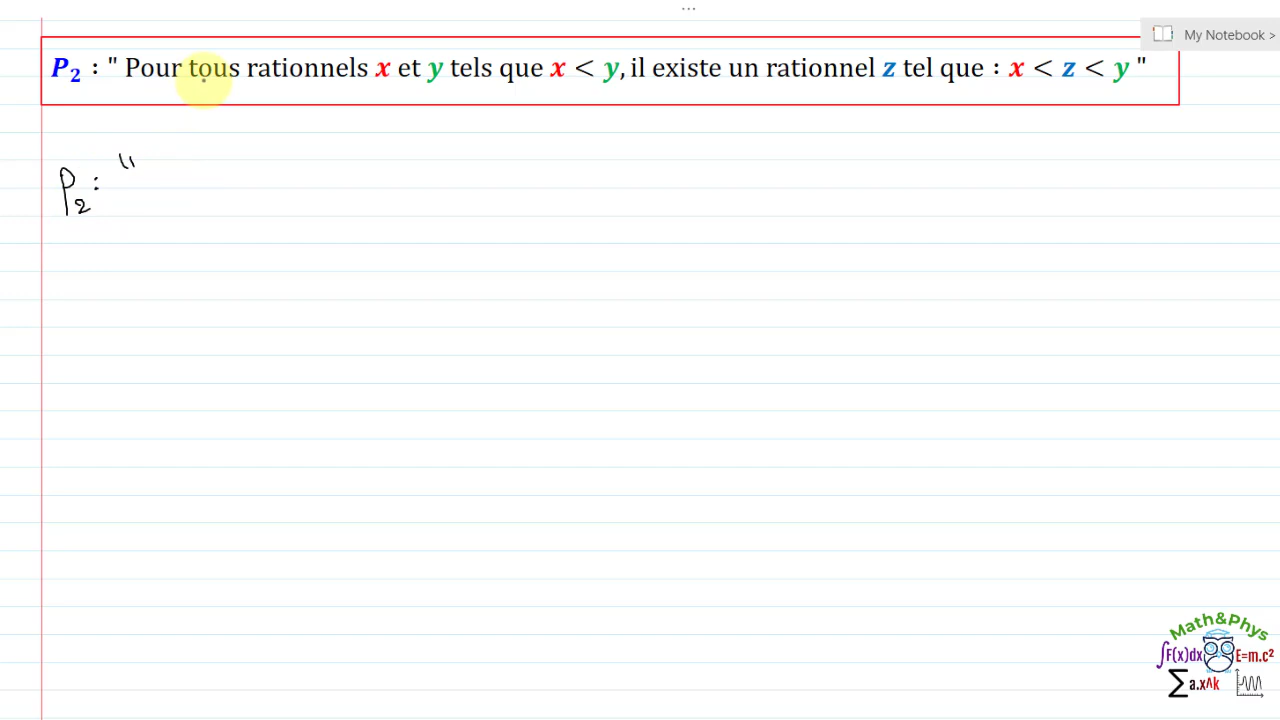 ...
My Notebook >
P₂ : " Pour tous rationnels x et y tels que x < y, il existe un rationnel z tel que : x < z < y "
P₂ : "
Math&Phys
∫F(x)dx E=m.c²
∑ a.x^k